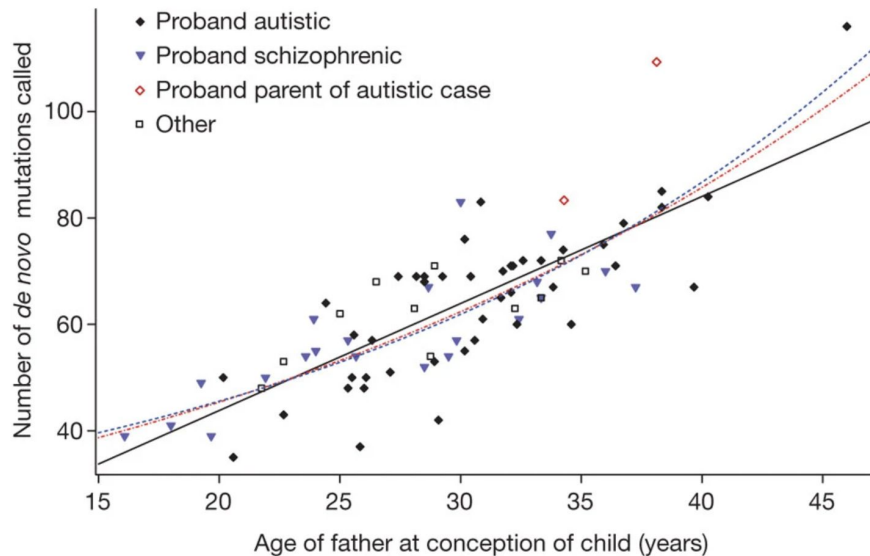 Proband autistic
Proband schizophrenic
Proband parent of autistic case
Other
Number of de novo mutations called
100
80
60
40
15 20 25 30 35 40 45
Age of father at conception of child (years)